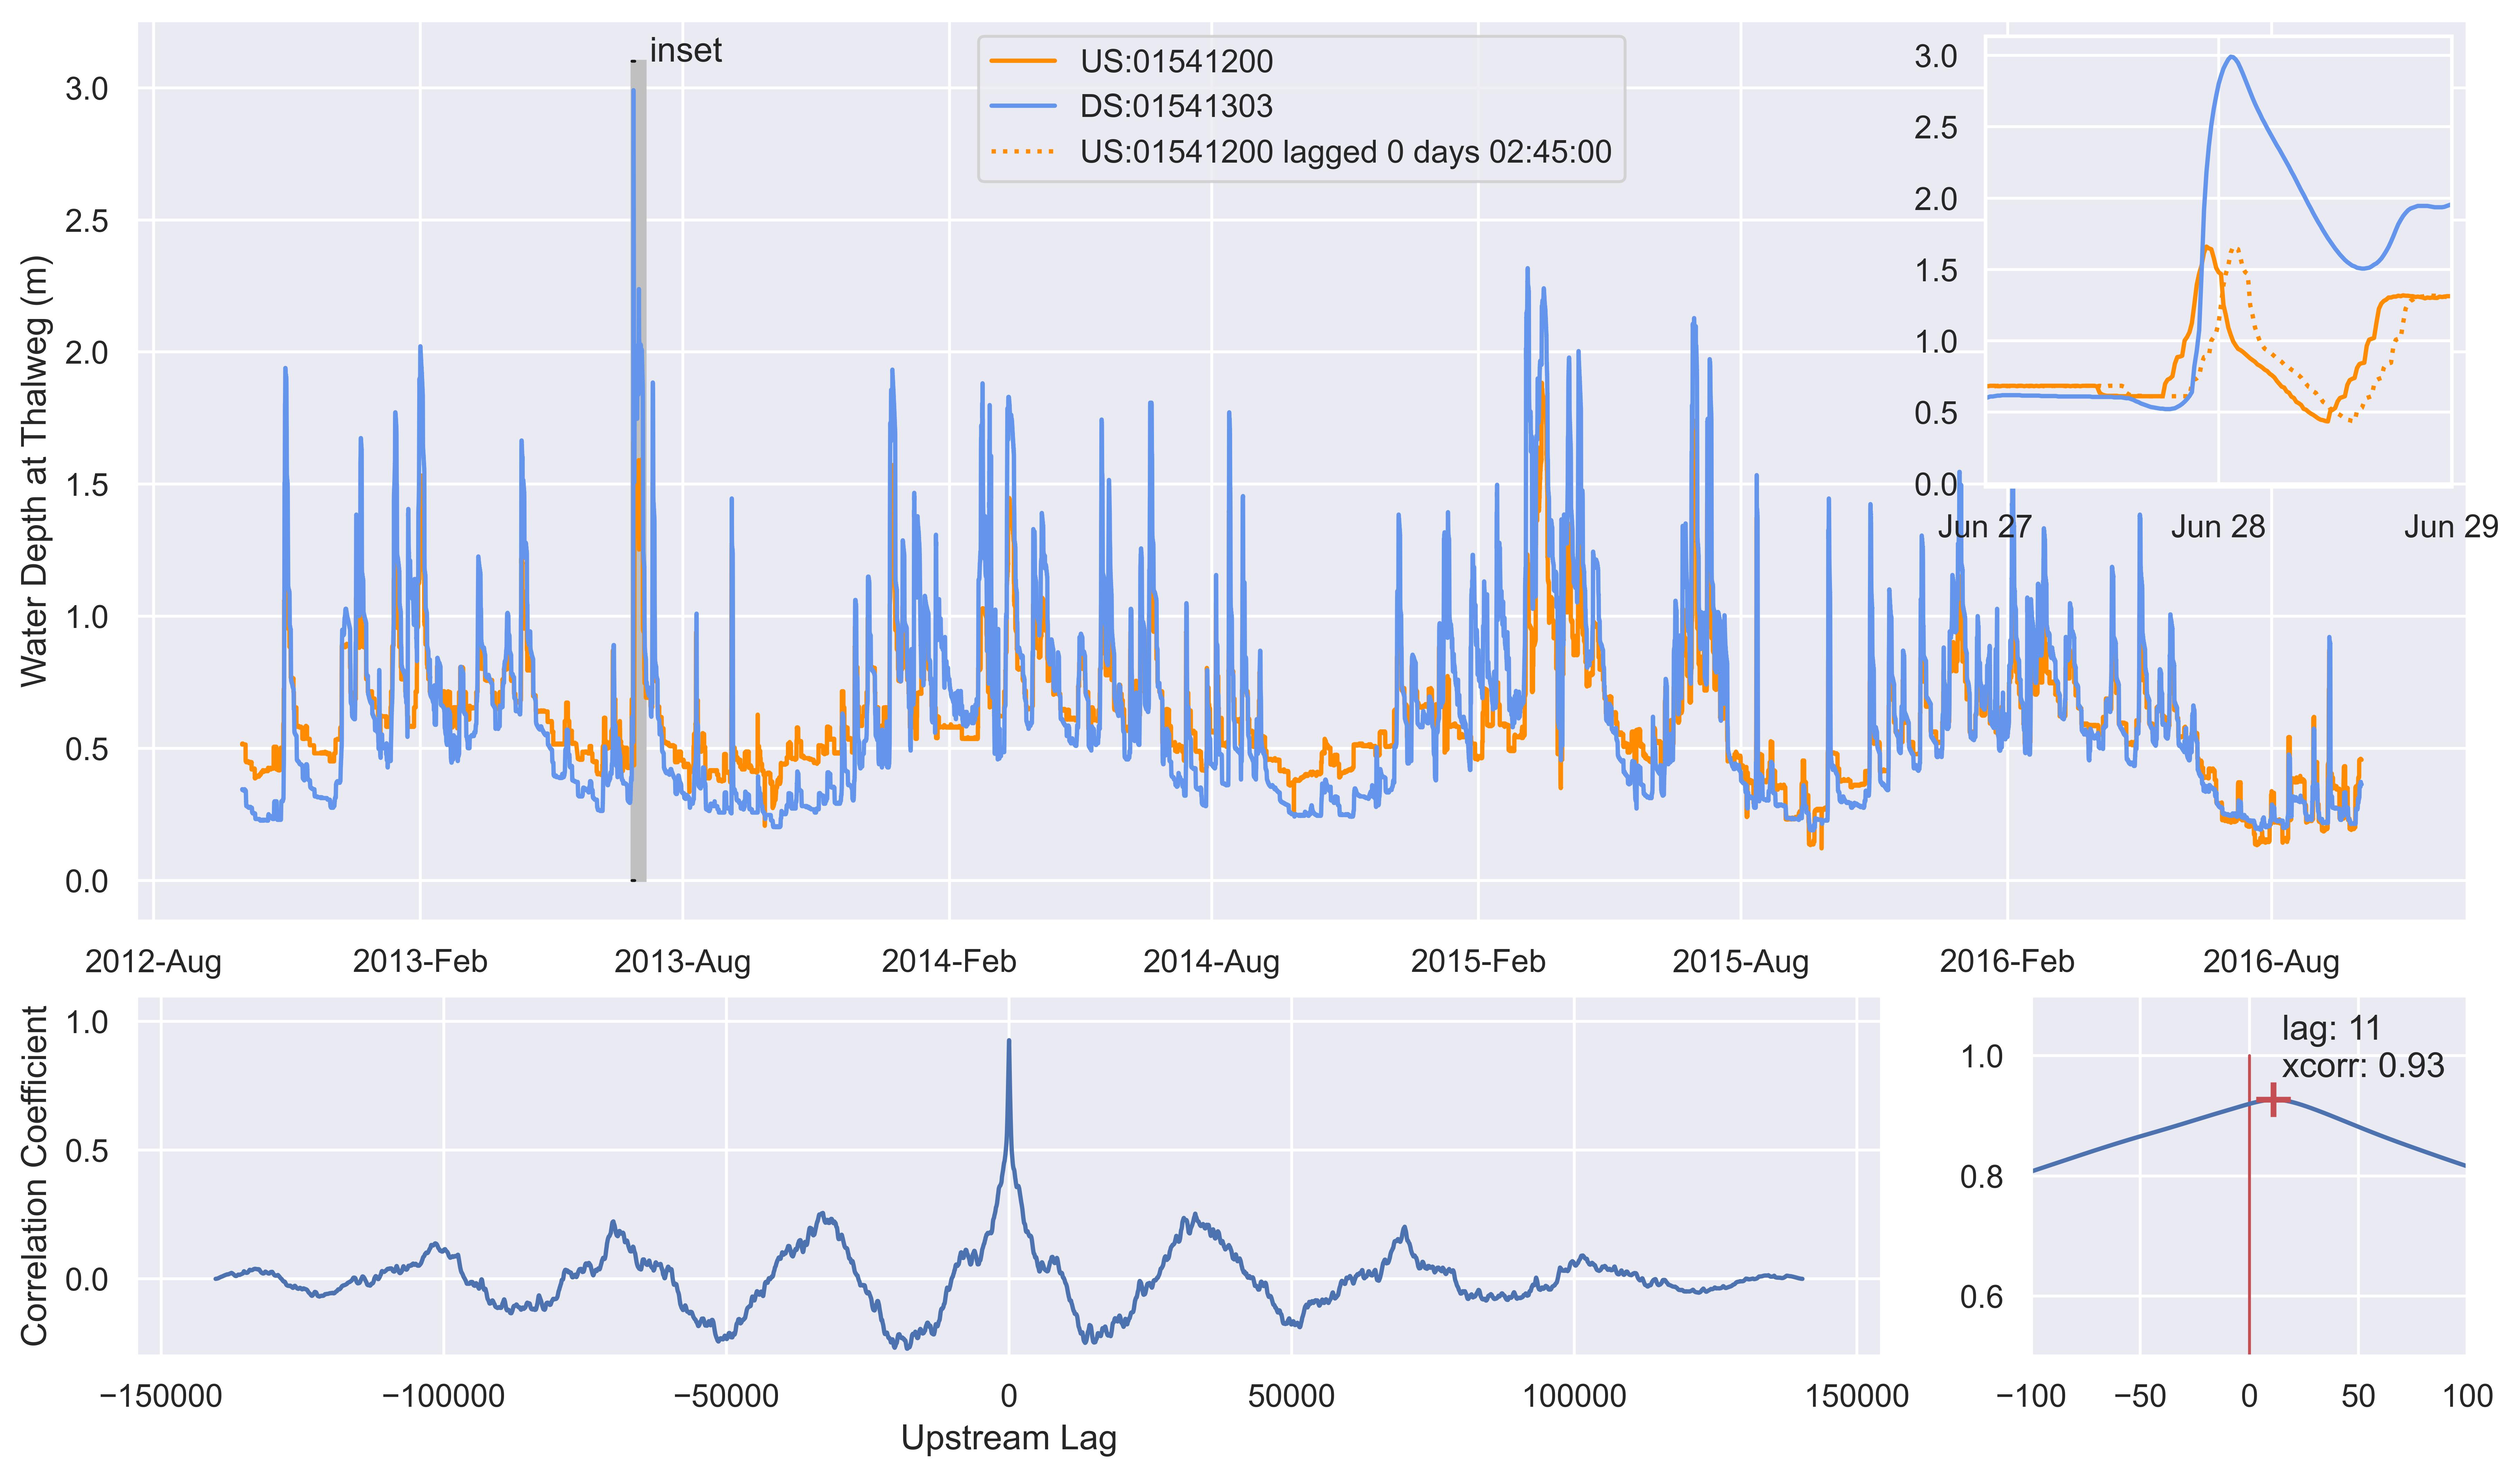 inset
US:01541200
DS:01541303
US:01541200 lagged 0 days 02:45:00
Water Depth at Thalweg (m)
3.0
2.5
2.0
1.5
1.0
0.5
0.0
2012-Aug
2013-Feb
2013-Aug
2014-Feb
2014-Aug
2015-Feb
2015-Aug
2016-Feb
2016-Aug
3.0
2.5
2.0
1.5
1.0
0.5
0.0
Jun 27
Jun 28
Jun 29
Correlation Coefficient
1.0
0.5
0.0
−150000
−100000
−50000
0
50000
100000
150000
Upstream Lag
lag: 11
xcorr: 0.93
1.0
0.8
0.6
−100
−50
0
50
100